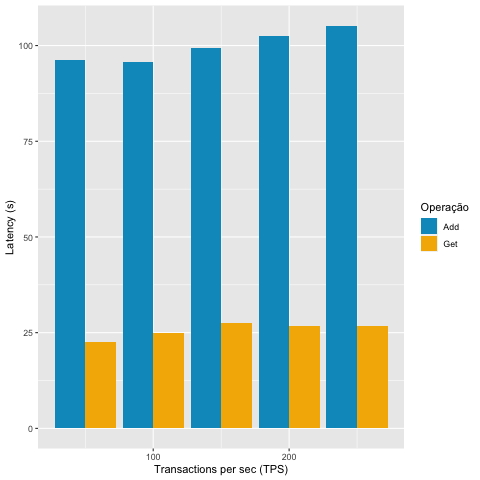 100
75
50
25
0
Latency (s)
100
200
Transactions per sec (TPS)
Operação
Add
Get